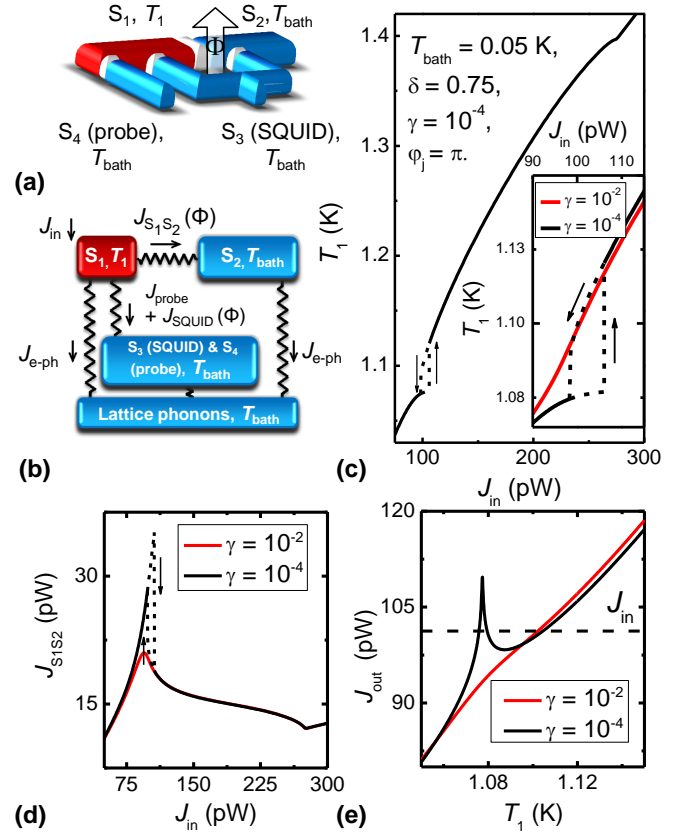 S1, T1
S2, Tbath
Φ
S4 (probe),
Tbath
S3 (SQUID),
Tbath
(a)
Jin
JS1S2 (Φ)
S1, T1
S2, Tbath
Jprobe
+ JSQUID(Φ)
Je-ph
Je-ph
S3 (SQUID) & S4
(probe), Tbath
Lattice phonons, Tbath
(b)
1.4
1.3
1.2
1.1
T1 (K)
Tbath = 0.05 K,
δ = 0.75,
γ = 10-4,
φj = π.
Jin (pW)
90 100 110
γ = 10-2
γ = 10-4
1.13
1.10
1.08
T1 (K)
100 200 300
Jin (pW)
(c)
30
15
JS1S2 (pW)
γ = 10-2
γ = 10-4
75 150 225 300
Jin (pW)
(d)
120
105
90
Jout (pW)
Jin
γ = 10-2
γ = 10-4
1.08 1.12
T1 (K)
(e)